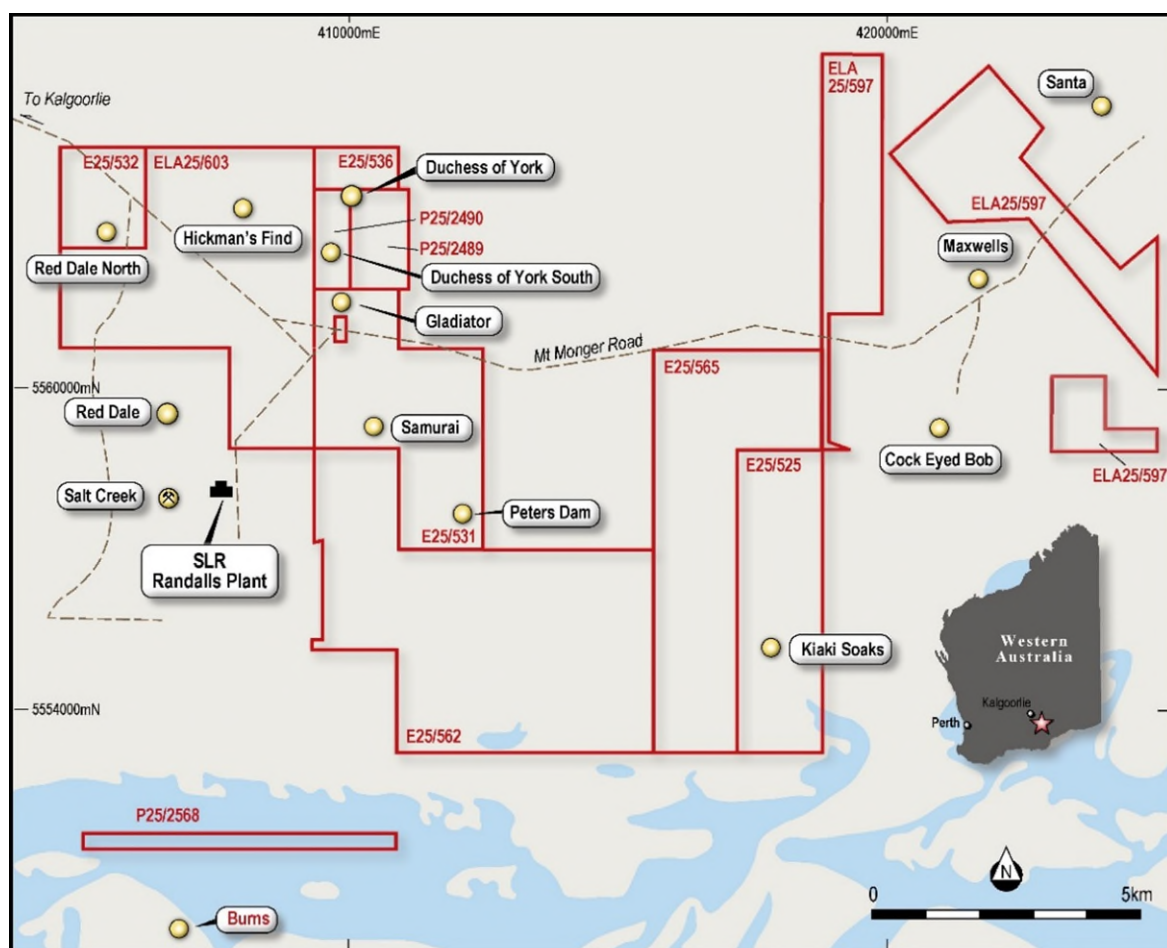 410000mE
420000mE
To Kalgoorlie
ELA
25/597
Santa
E25/532
ELA25/603
E25/536
Duchess of York
P25/2490
P25/2489
ELA25/597
Hickman's Find
Red Dale North
Duchess of York South
Maxwells
Gladiator
Mt Monger Road
E25/565
5560000mN
Red Dale
Samurai
Cock Eyed Bob
E25/525
ELA25/597
Salt Creek
Peters Dam
E25/531
SLR
Randalls Plant
Kiaki Soaks
Western
Australia
Kalgoorlie
Perth
5554000mN
E25/562
P25/2568
N
0
5km
Bums